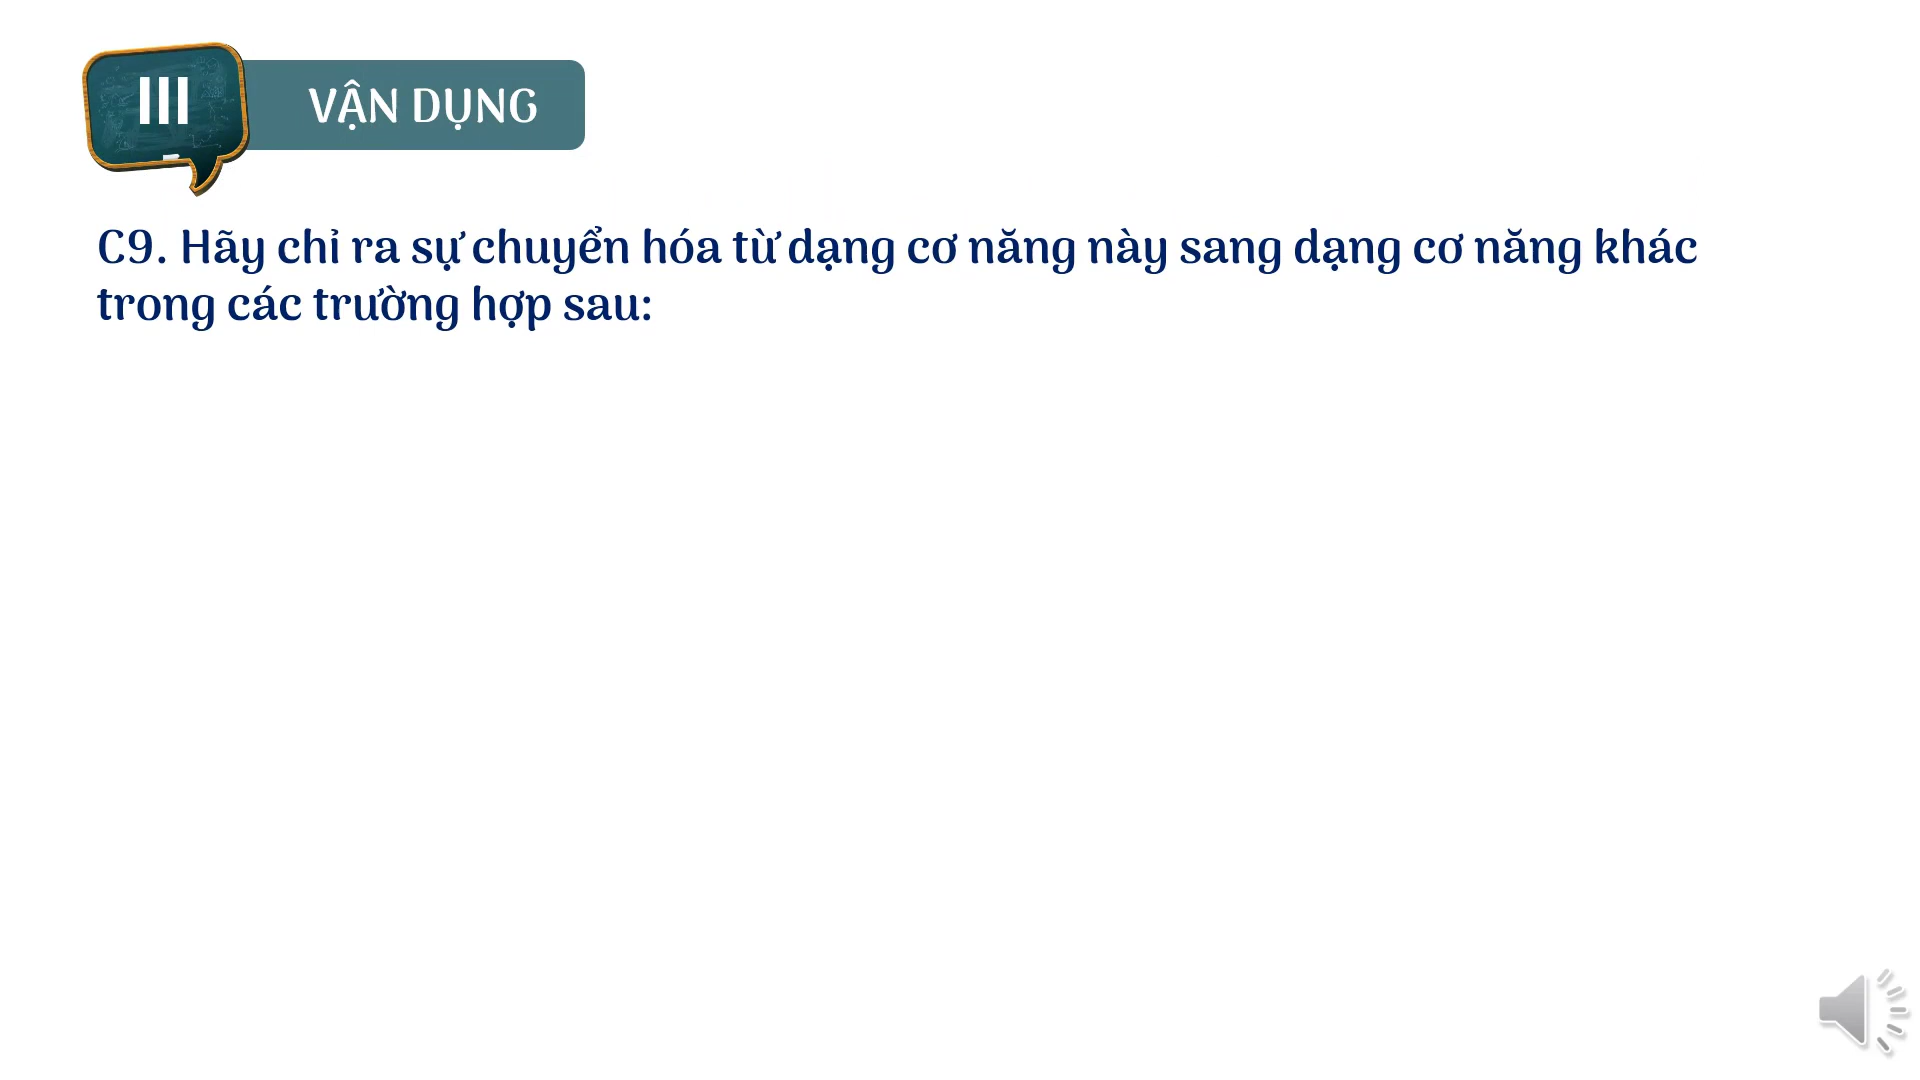 III
VẬN DỤNG
C9. Hãy chỉ ra sự chuyển hóa từ dạng cơ năng này sang dạng cơ năng khác
trong các trường hợp sau: